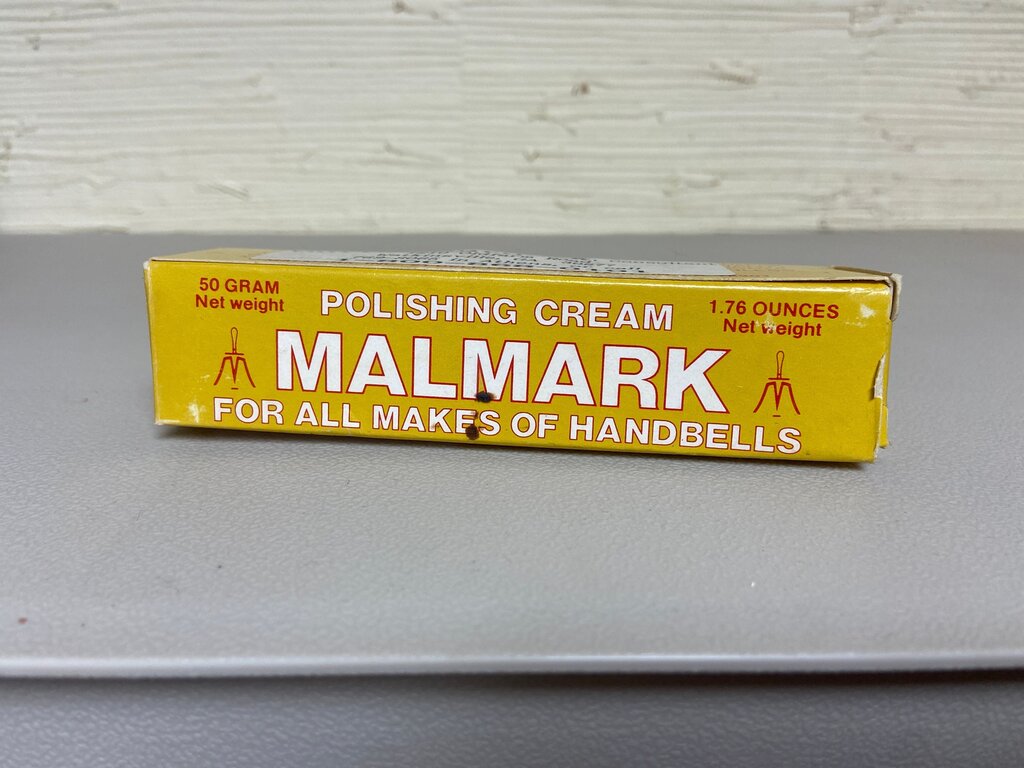 50 GRAM
Net weight
POLISHING CREAM
1.76 OUNCES
Net weight
MALMARK
FOR ALL MAKES OF HANDBELLS